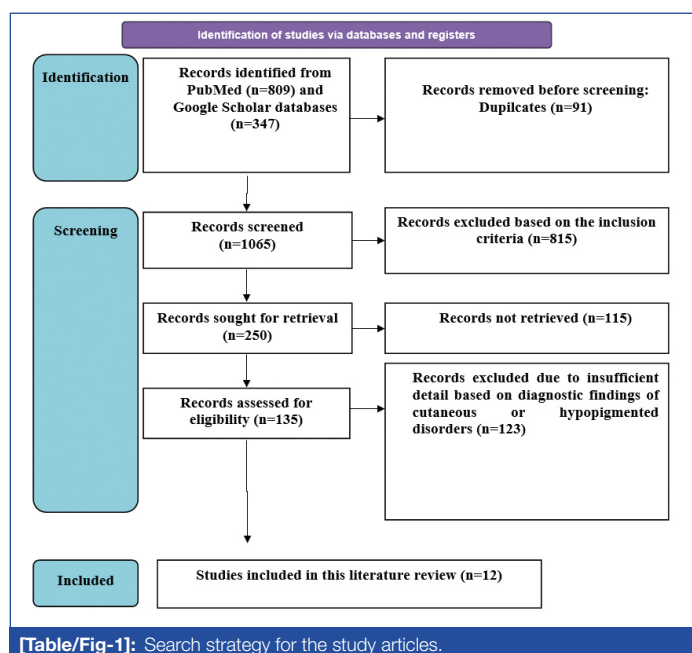 Identification of studies via databases and registers
Identification
Records identified from
PubMed (n=809) and
Google Scholar databases
(n=347)
Records removed before screening:
Dupilcates (n=91)
Screening
Records screened
(n=1065)
Records excluded based on the inclusion
criteria (n=815)
Records sought for retrieval
(n=250)
Records not retrieved (n=115)
Records assessed for
eligibility (n=135)
Records excluded due to insufficient
detail based on diagnostic findings of
cutaneous or hypopigmented
disorders (n=123)
Included
Studies included in this literature review (n=12)
[Table/Fig-1]: Search strategy for the study articles.